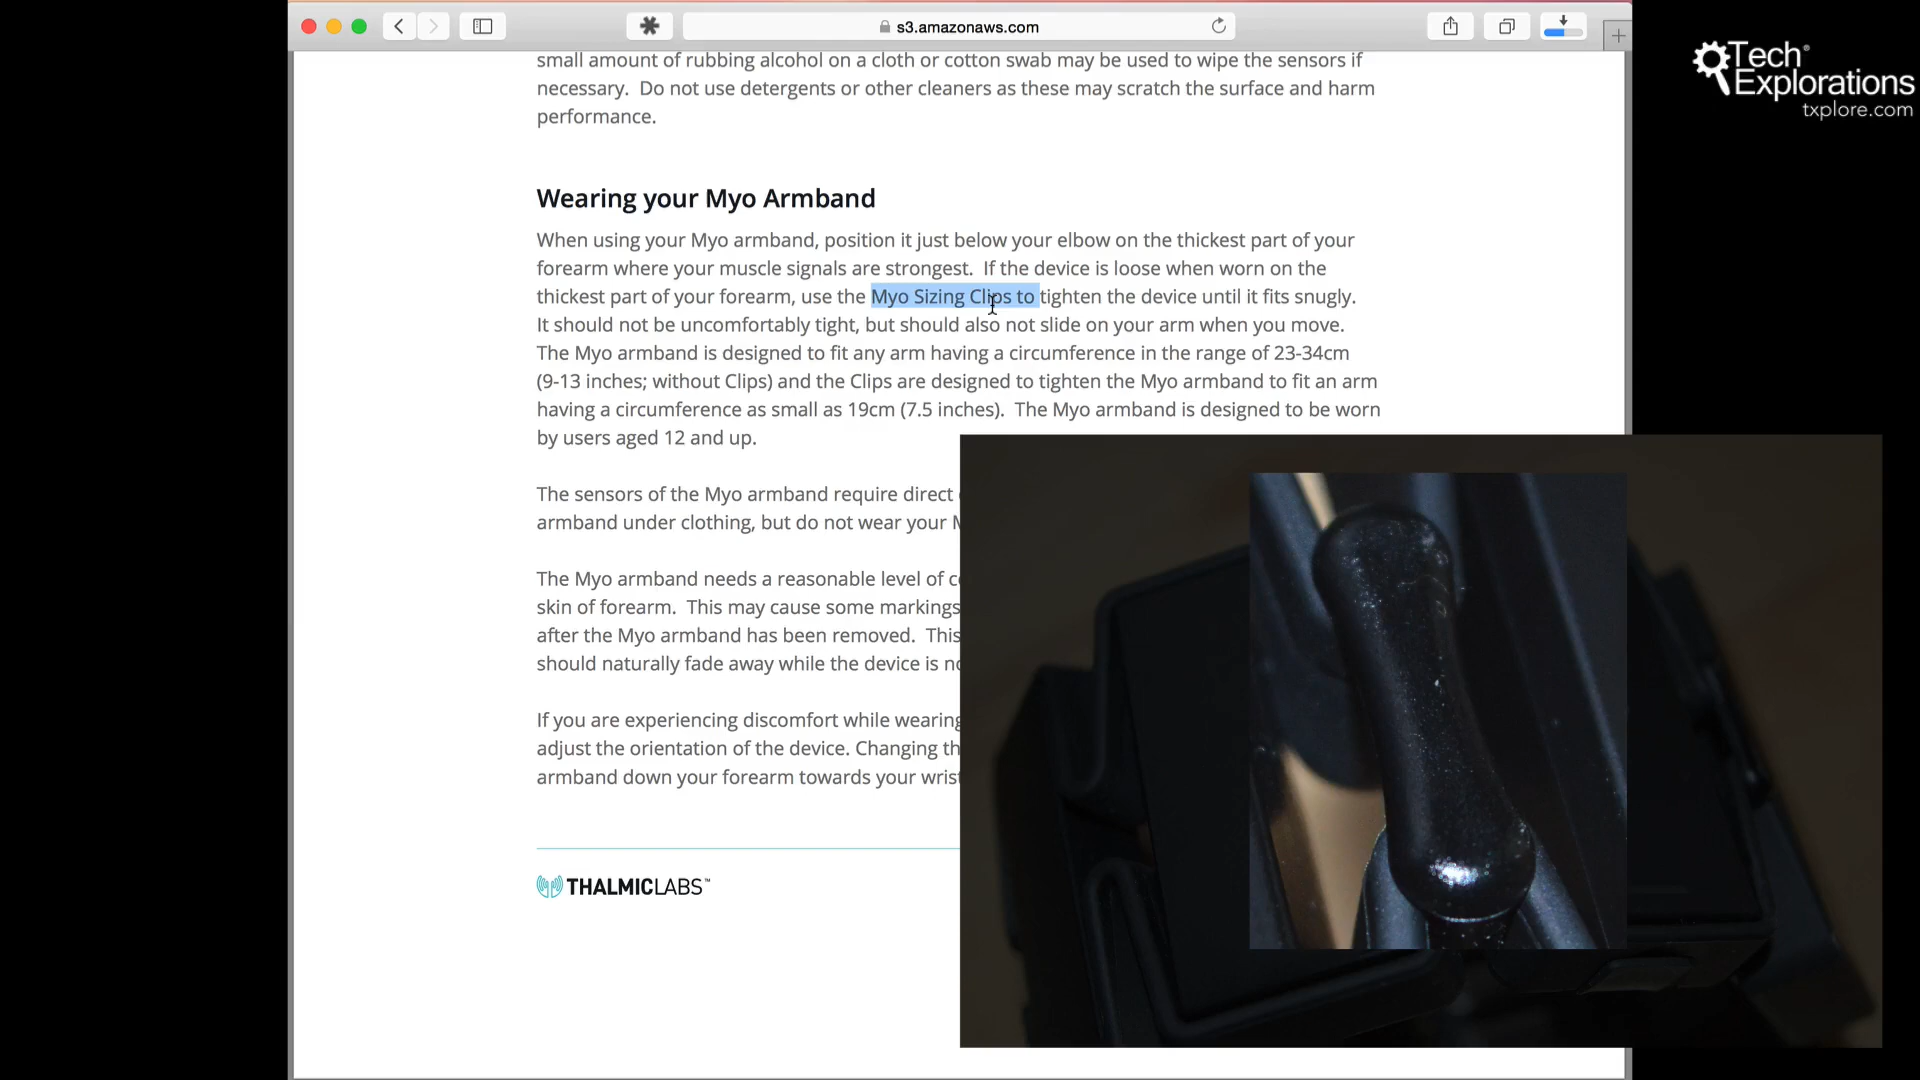 s3.amazonaws.com
Tech
Explorations
txplore.com
small amount of rubbing alcohol on a cloth or cotton swab may be used to wipe the sensors if
necessary.  Do not use detergents or other cleaners as these may scratch the surface and harm
performance.
Wearing your Myo Armband
When using your Myo armband, position it just below your elbow on the thickest part of your
forearm where your muscle signals are strongest.  If the device is loose when worn on the
thickest part of your forearm, use the Myo Sizing Clips to tighten the device until it fits snugly.
It should not be uncomfortably tight, but should also not slide on your arm when you move.
The Myo armband is designed to fit any arm having a circumference in the range of 23-34cm
(9-13 inches; without Clips) and the Clips are designed to tighten the Myo armband to fit an arm
having a circumference as small as 19cm (7.5 inches).  The Myo armband is designed to be worn
by users aged 12 and up.
The sensors of the Myo armband require direct
armband under clothing, but do not wear your
The Myo armband needs a reasonable level of
skin of forearm.  This may cause some markings
after the Myo armband has been removed.  This
should naturally fade away while the device is
If you are experiencing discomfort while wearing
adjust the orientation of the device. Changing
armband down your forearm towards your wrist
THALMICLABS™